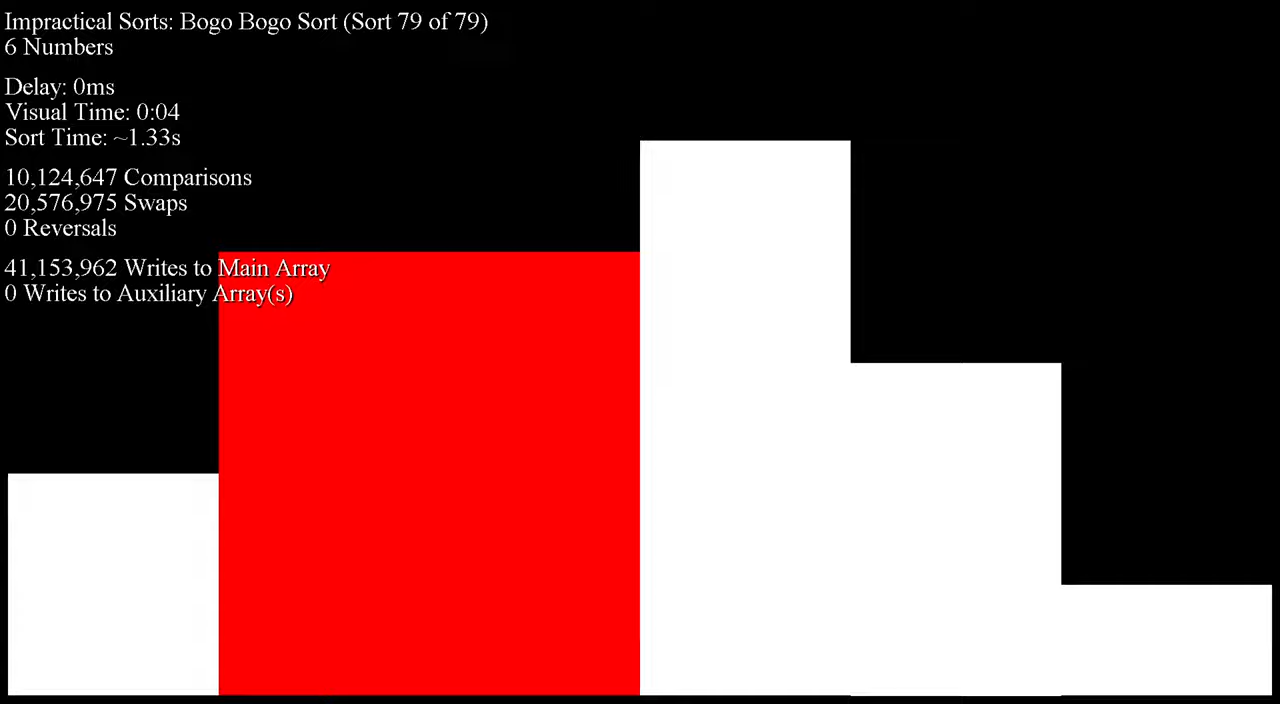 Impractical Sorts: Bogo Bogo Sort (Sort 79 of 79)
6 Numbers
Delay: 0ms
Visual Time: 0:04
Sort Time: ~1.33s
10,124,647 Comparisons
20,576,975 Swaps
0 Reversals
41,153,962 Writes to Main Array
0 Writes to Auxiliary Array(s)